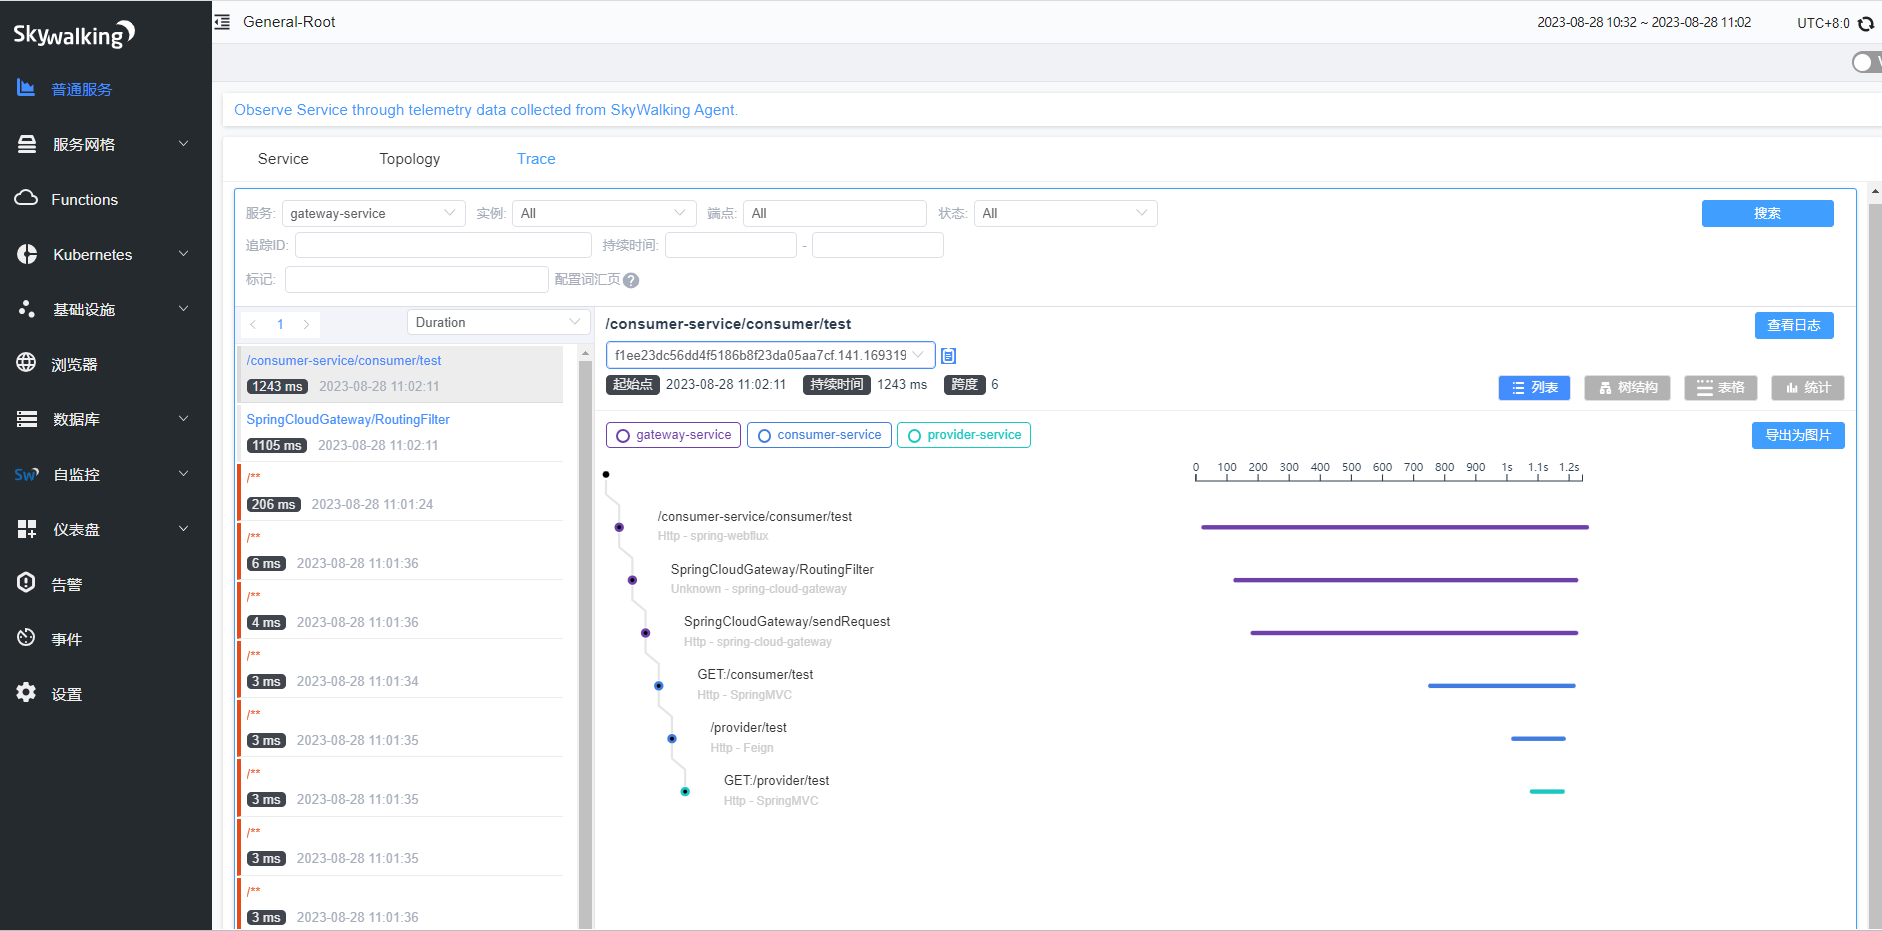 Skywalking
General-Root
2023-08-28 10:32 ~ 2023-08-28 11:02
UTC+8:0
普通服务
服务网格
Functions
Kubernetes
基础设施
浏览器
数据库
Sw
自监控
仪表盘
告警
事件
设置
Observe Service through telemetry data collected from SkyWalking Agent.
Service Topology Trace
服务: gateway-service 实例: All 端点: All 状态: All 搜索
追踪ID: 持续时间: -
标记: 配置词汇页 ?
1 Duration
/consumer-service/consumer/test
1243 ms 2023-08-28 11:02:11
SpringCloudGateway/RoutingFilter
1105 ms 2023-08-28 11:02:11
/**
206 ms 2023-08-28 11:01:24
/**
6 ms 2023-08-28 11:01:36
/**
4 ms 2023-08-28 11:01:36
/**
3 ms 2023-08-28 11:01:34
/**
3 ms 2023-08-28 11:01:35
/**
3 ms 2023-08-28 11:01:35
/**
3 ms 2023-08-28 11:01:35
/**
3 ms 2023-08-28 11:01:36
/consumer-service/consumer/test 查看日志
f1ee23dc56dd4f5186b8f23da05aa7cf.141.169319
起始点 2023-08-28 11:02:11 持续时间 1243 ms 跨度 6
列表 树结构 表格 统计
gateway-service consumer-service provider-service 导出为图片
0 100 200 300 400 500 600 700 800 900 1s 1.1s 1.2s
/consumer-service/consumer/test
Http - spring-webflux
SpringCloudGateway/RoutingFilter
Unknown - spring-cloud-gateway
SpringCloudGateway/sendRequest
Http - spring-cloud-gateway
GET:/consumer/test
Http - SpringMVC
/provider/test
Http - Feign
GET:/provider/test
Http - SpringMVC